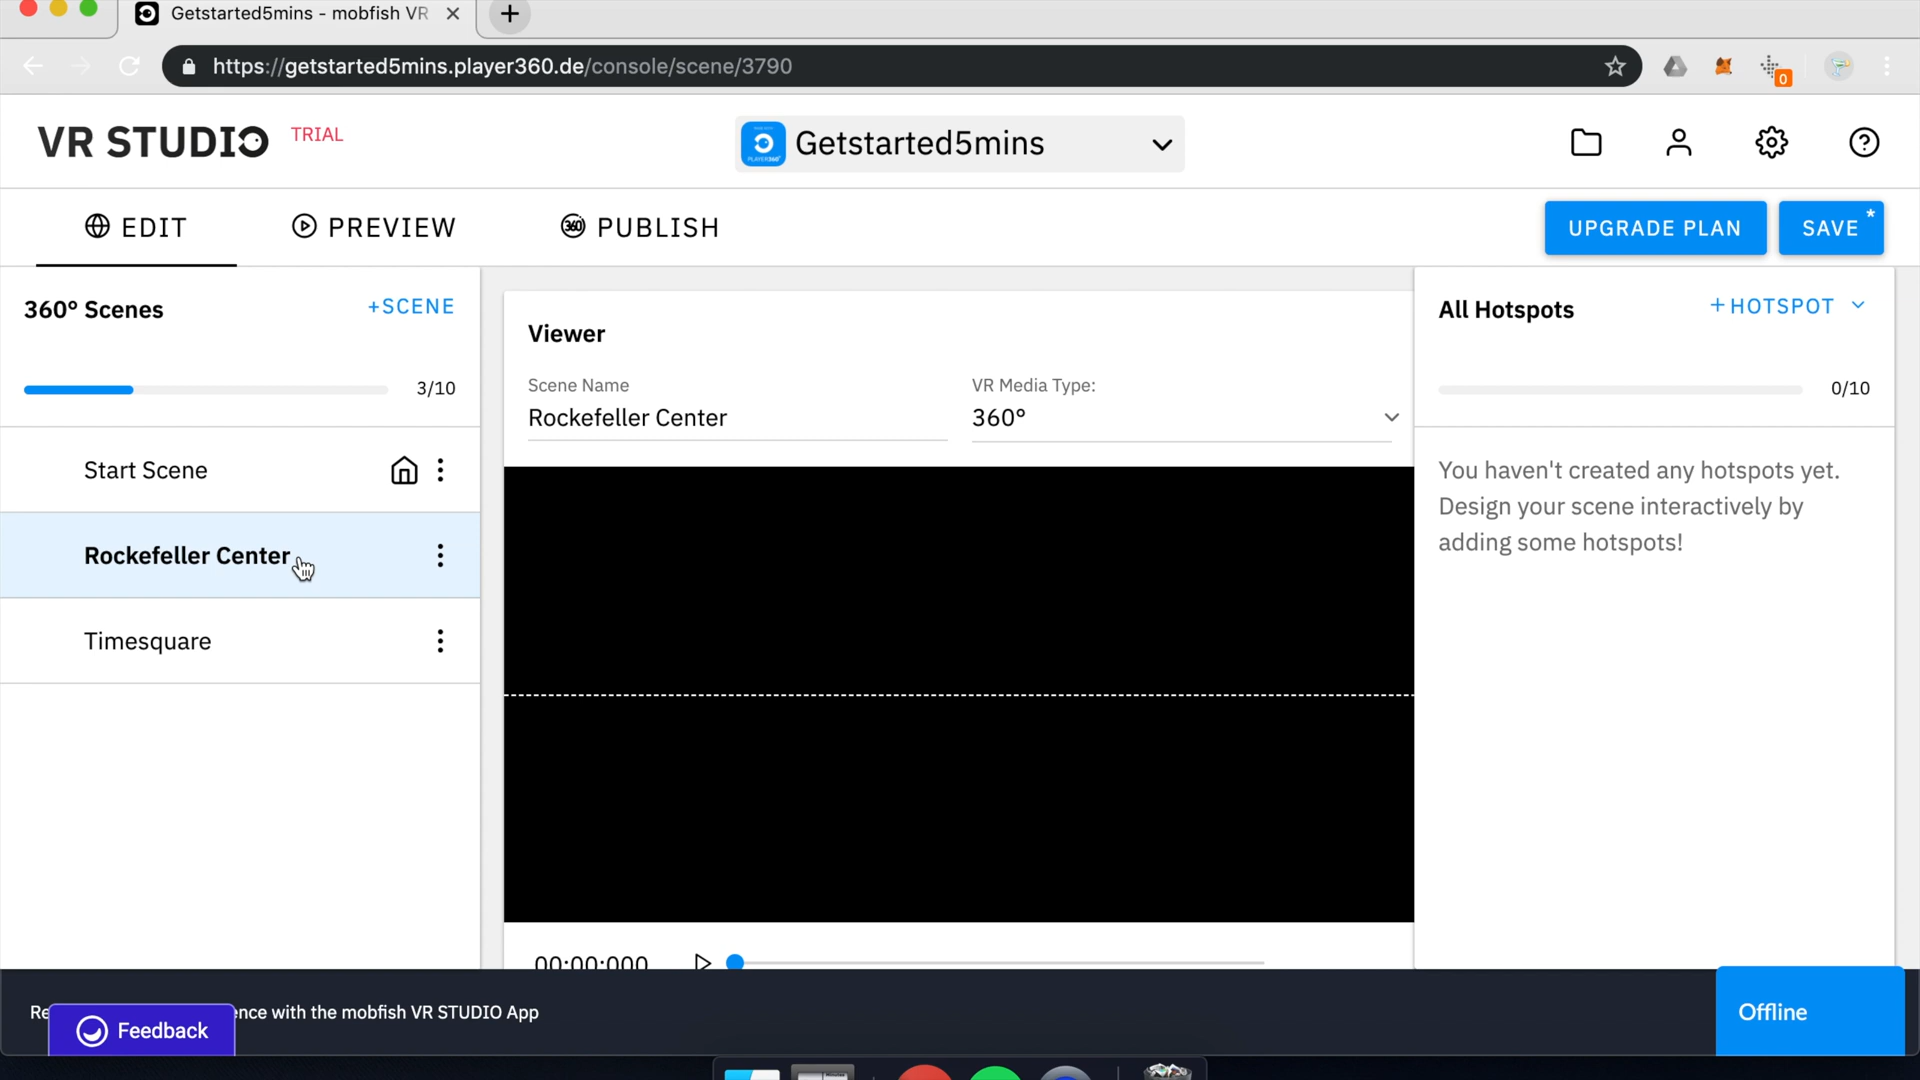 Getstarted5mins - mobfish VR
https://getstarted5mins.player360.de/console/scene/3790
0
VR STUDIO TRIAL
Getstarted5mins
EDIT
PREVIEW
360 PUBLISH
UPGRADE PLAN
SAVE *
360° Scenes
+SCENE
3/10
Start Scene
Rockefeller Center
Timesquare
Viewer
Scene Name
Rockefeller Center
VR Media Type:
360°
00:00:000
All Hotspots
+HOTSPOT
0/10
You haven't created any hotspots yet.
Design your scene interactively by
adding some hotspots!
with the mobfish VR STUDIO App
Feedback
Offline